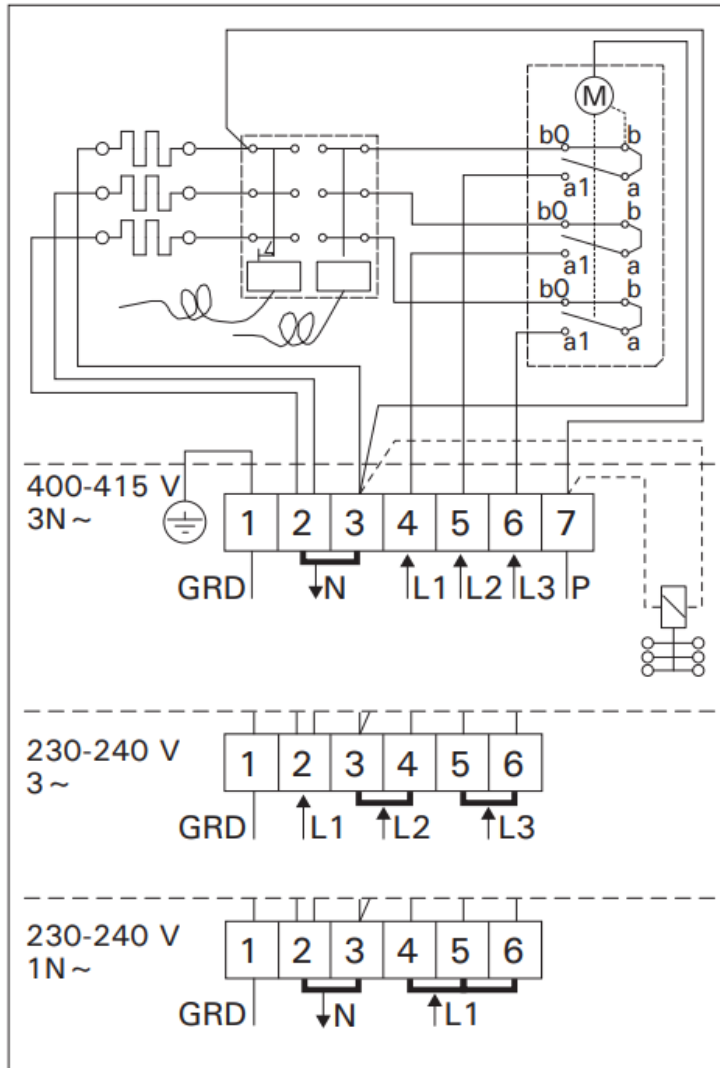 M
b0 b
a1 a
b0 b
a1 a
b0 b
a1 a
400-415 V
3N ~
1 2 3 4 5 6 7
GRD N L1 L2 L3 P
230-240 V
3 ~
1 2 3 4 5 6
GRD L1 L2 L3
230-240 V
1N ~
1 2 3 4 5 6
GRD N L1